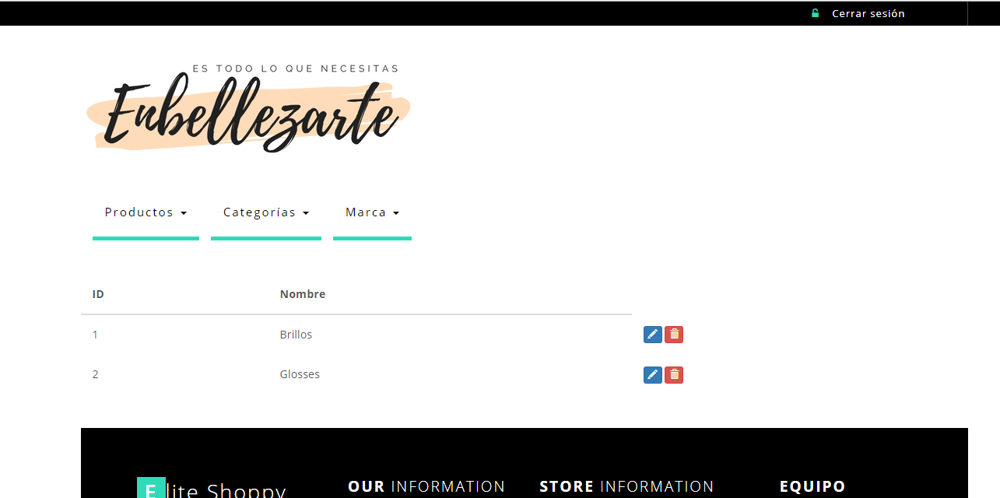 Cerrar sesión
ES TODO LO QUE NECESITAS
Enbellezarte
Productos Categorías Marca
ID Nombre
1 Brillos
2 Glosses
Elite Shoppy OUR INFORMATION STORE INFORMATION EQUIPO